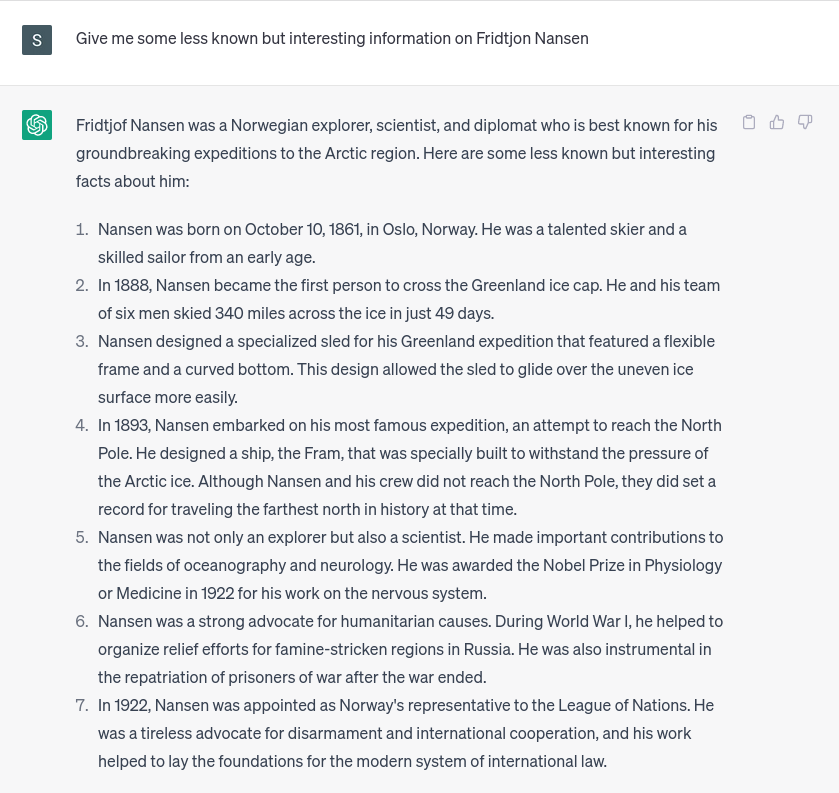 S
Give me some less known but interesting information on Fridtjon Nansen
Fridtjof Nansen was a Norwegian explorer, scientist, and diplomat who is best known for his
groundbreaking expeditions to the Arctic region. Here are some less known but interesting
facts about him:
1. Nansen was born on October 10, 1861, in Oslo, Norway. He was a talented skier and a
skilled sailor from an early age.
2. In 1888, Nansen became the first person to cross the Greenland ice cap. He and his team
of six men skied 340 miles across the ice in just 49 days.
3. Nansen designed a specialized sled for his Greenland expedition that featured a flexible
frame and a curved bottom. This design allowed the sled to glide over the uneven ice
surface more easily.
4. In 1893, Nansen embarked on his most famous expedition, an attempt to reach the North
Pole. He designed a ship, the Fram, that was specially built to withstand the pressure of
the Arctic ice. Although Nansen and his crew did not reach the North Pole, they did set a
record for traveling the farthest north in history at that time.
5. Nansen was not only an explorer but also a scientist. He made important contributions to
the fields of oceanography and neurology. He was awarded the Nobel Prize in Physiology
or Medicine in 1922 for his work on the nervous system.
6. Nansen was a strong advocate for humanitarian causes. During World War I, he helped to
organize relief efforts for famine-stricken regions in Russia. He was also instrumental in
the repatriation of prisoners of war after the war ended.
7. In 1922, Nansen was appointed as Norway's representative to the League of Nations. He
was a tireless advocate for disarmament and international cooperation, and his work
helped to lay the foundations for the modern system of international law.